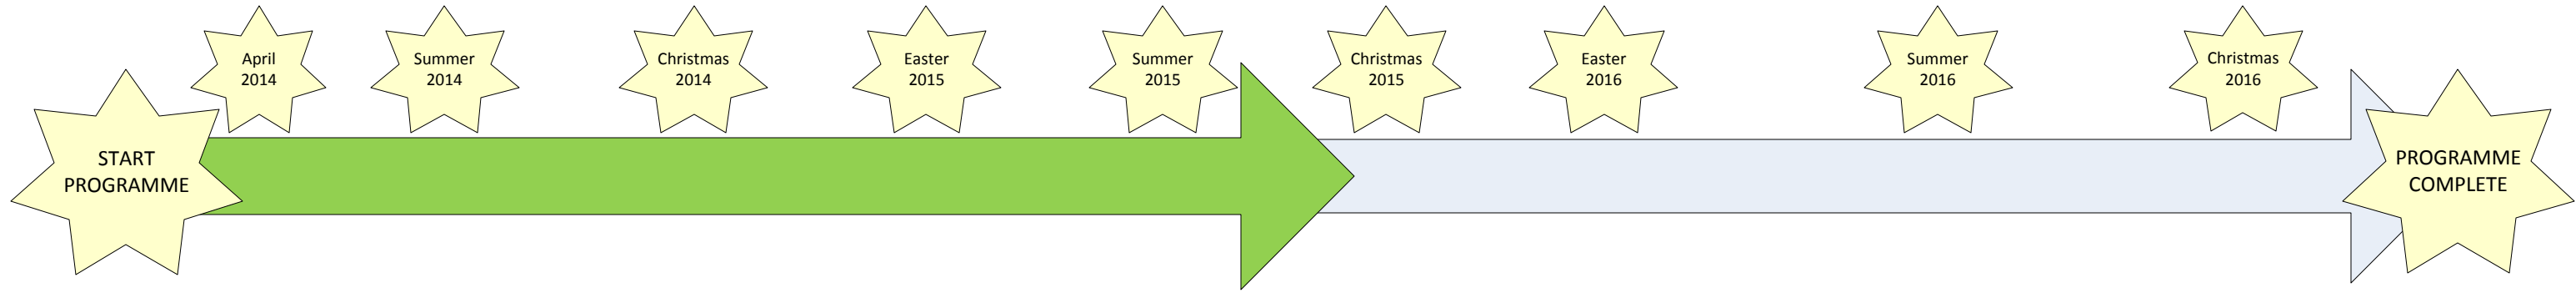 START
PROGRAMME
April
2014
Summer
2014
Christmas
2014
Easter
2015
Summer
2015
Christmas
2015
Easter
2016
Summer
2016
Christmas
2016
PROGRAMME
COMPLETE